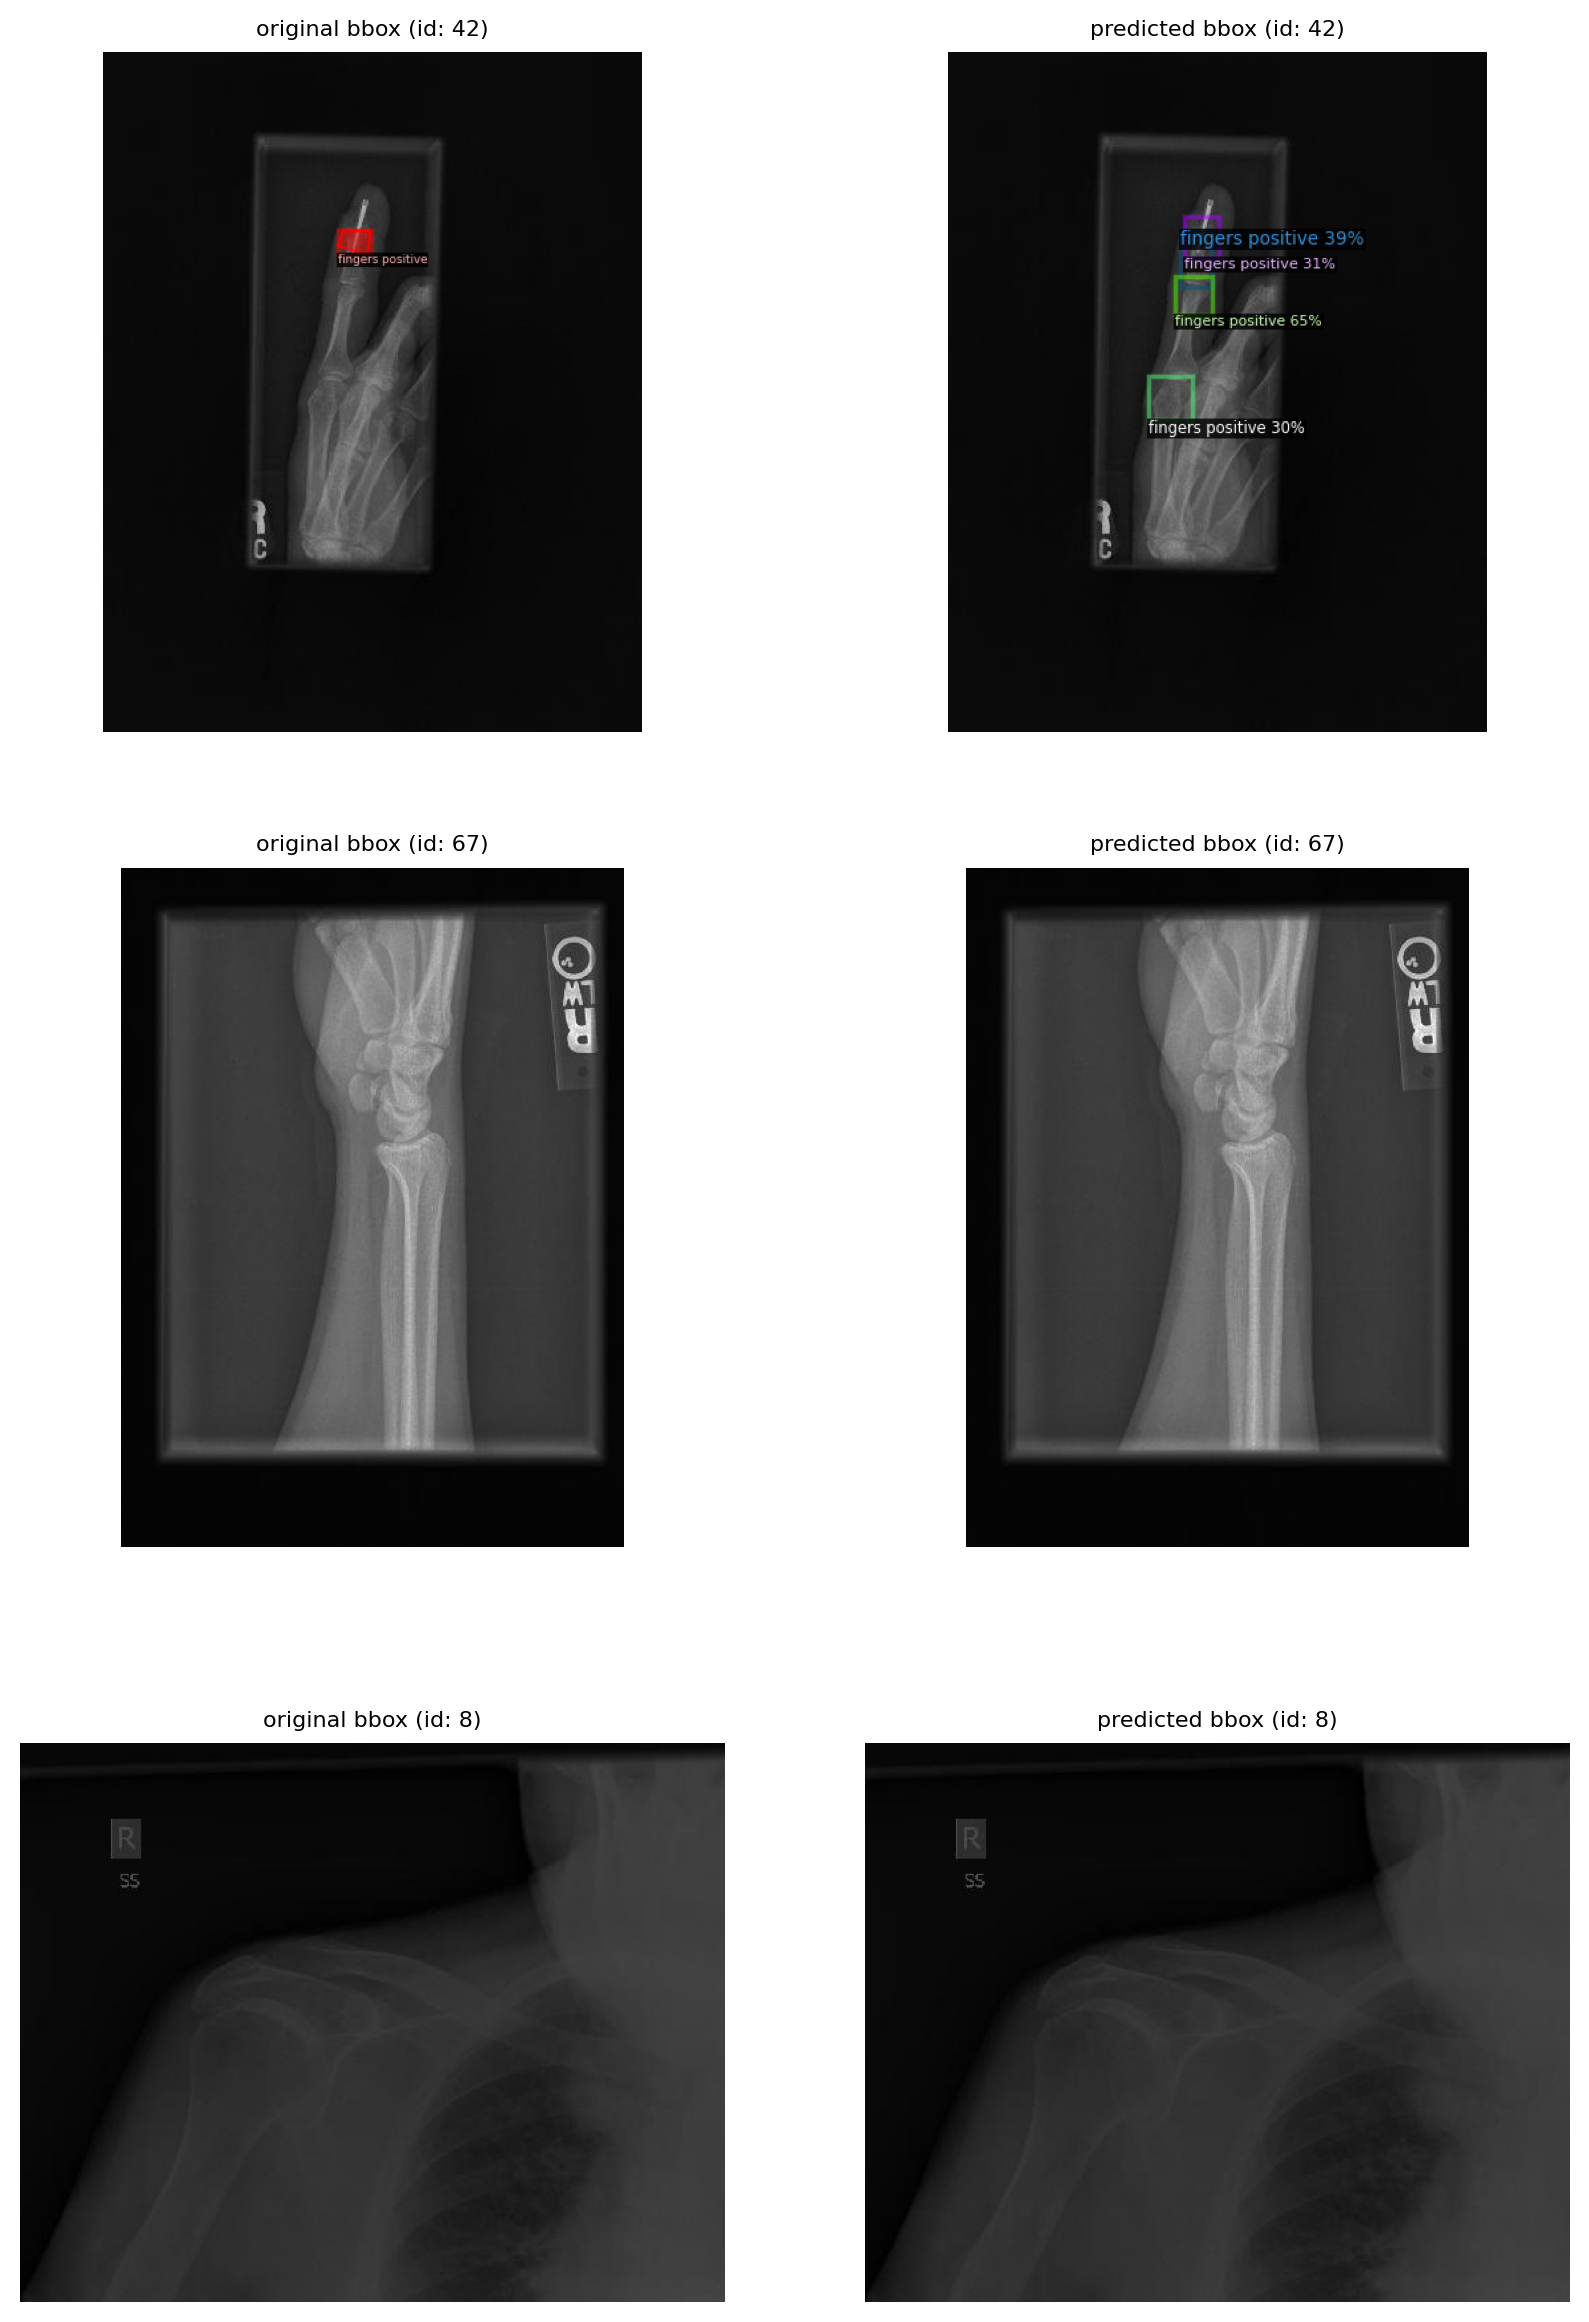 original bbox (id: 42)
predicted bbox (id: 42)
fingers positive
fingers positive 39%
fingers positive 31%
fingers positive 65%
fingers positive 30%
R
C
R
C
original bbox (id: 67)
predicted bbox (id: 67)
original bbox (id: 8)
predicted bbox (id: 8)
R
SS
R
SS